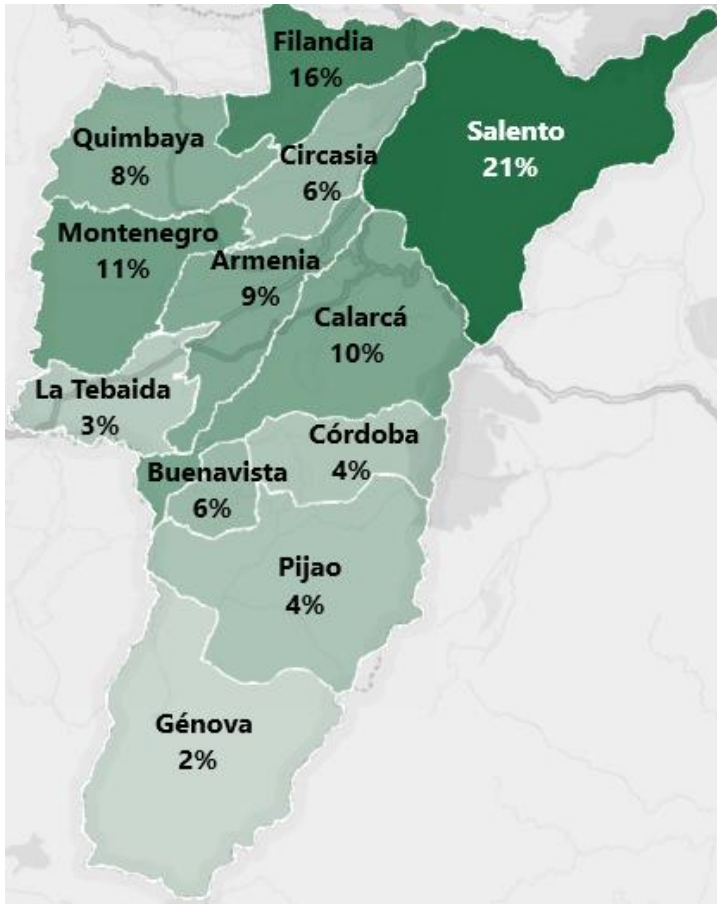 Filandia
16%
Salento
21%
Quimbaya
8%
Circasia
6%
Montenegro
11%
Armenia
9%
Calarcá
10%
La Tebaida
3%
Córdoba
4%
Buenavista
6%
Pijao
4%
Génova
2%